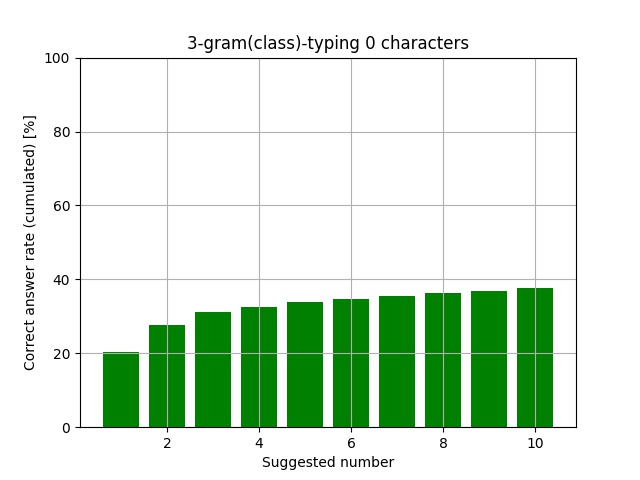 3-gram(class)-typing 0 characters
Correct answer rate (cumulated) [%]
100
80
60
40
20
0
2 4 6 8 10
Suggested number